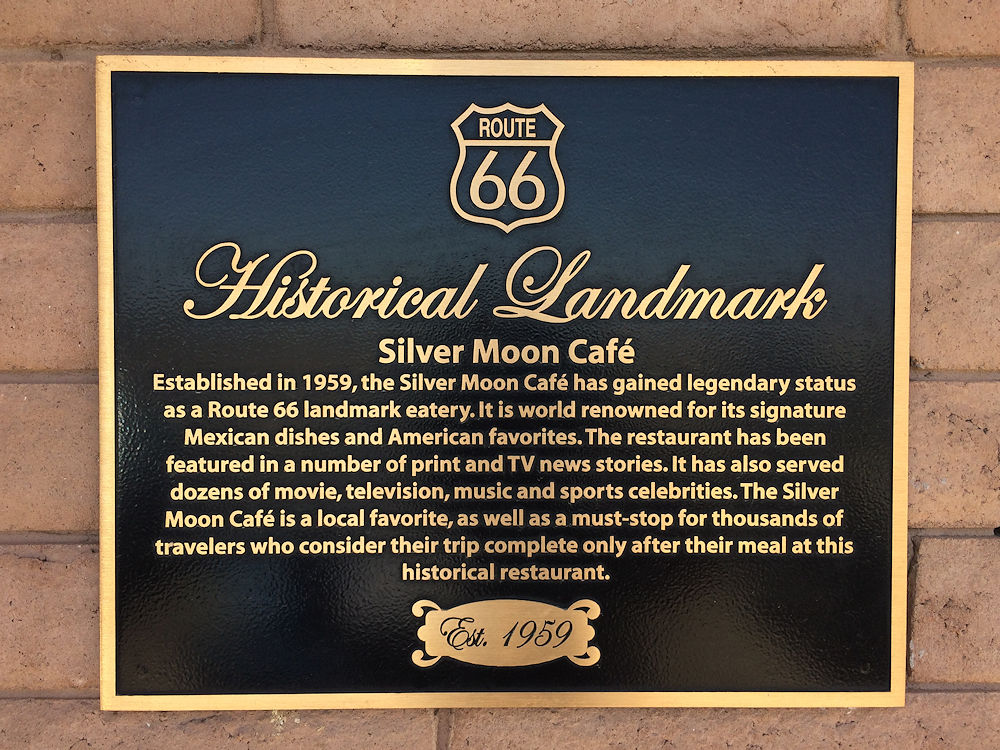 ROUTE
66
Historical Landmark
Silver Moon Café
Established in 1959, the Silver Moon Café has gained legendary status
as a Route 66 landmark eatery. It is world renowned for its signature
Mexican dishes and American favorites. The restaurant has been
featured in a number of print and TV news stories. It has also served
dozens of movie, television, music and sports celebrities. The Silver
Moon Café is a local favorite, as well as a must-stop for thousands of
travelers who consider their trip complete only after their meal at this
historical restaurant.
Est. 1959